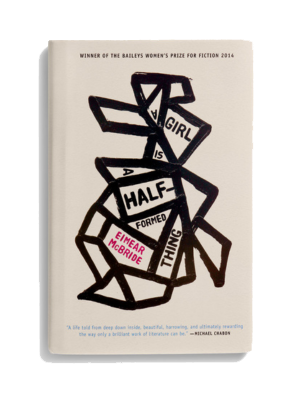 WINNER OF THE BAILEYS WOMEN'S PRIZE FOR FICTION 2014
A
GIRL
IS
A
HALF-
FORMED
THING
EIMEAR
McBRIDE
"A life told from deep down inside, beautiful, harrowing, and ultimately rewarding
the way only a brilliant work of literature can be." —MICHAEL CHABON